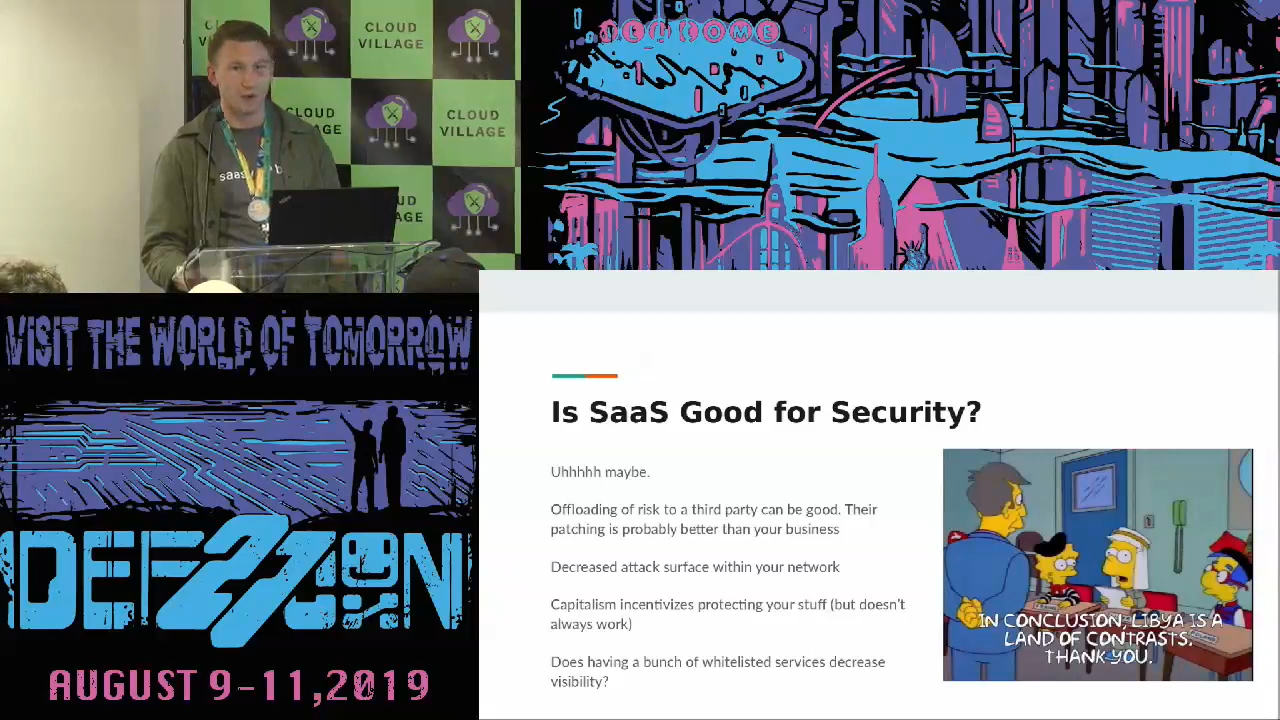 CLOUD
VILLAGE
CLOUD
VILLAGE
CLOUD
VILLAGE
WELCOME
VISIT THE WORLD OF TOMORROW
DEF 27 CON
AUGUST 9-11,2019
Is SaaS Good for Security?
Uhhhhh maybe.
Offloading of risk to a third party can be good. Their
patching is probably better than your business
Decreased attack surface within your network
Capitalism incentivizes protecting your stuff (but doesn't
always work)
Does having a bunch of whitelisted services decrease
visibility?
IN CONCLUSION, LIBYA IS A
LAND OF CONTRASTS.
THANK YOU.